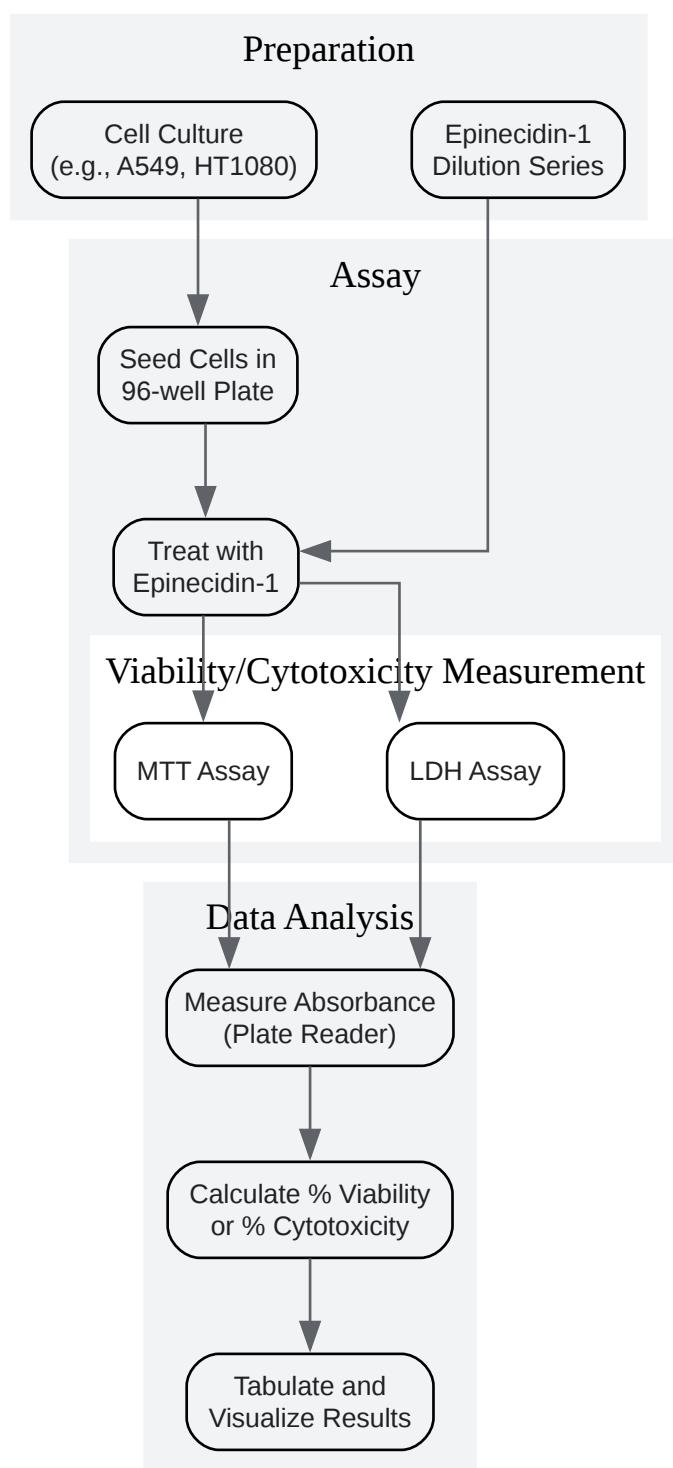 Preparation
Cell Culture
(e.g., A549, HT1080)
Epinecidin-1
Dilution Series
Assay
Seed Cells in
96-well Plate
Treat with
Epinecidin-1
Viability/Cytotoxicity Measurement
MTT Assay
LDH Assay
Data Analysis
Measure Absorbance
(Plate Reader)
Calculate % Viability
or % Cytotoxicity
Tabulate and
Visualize Results